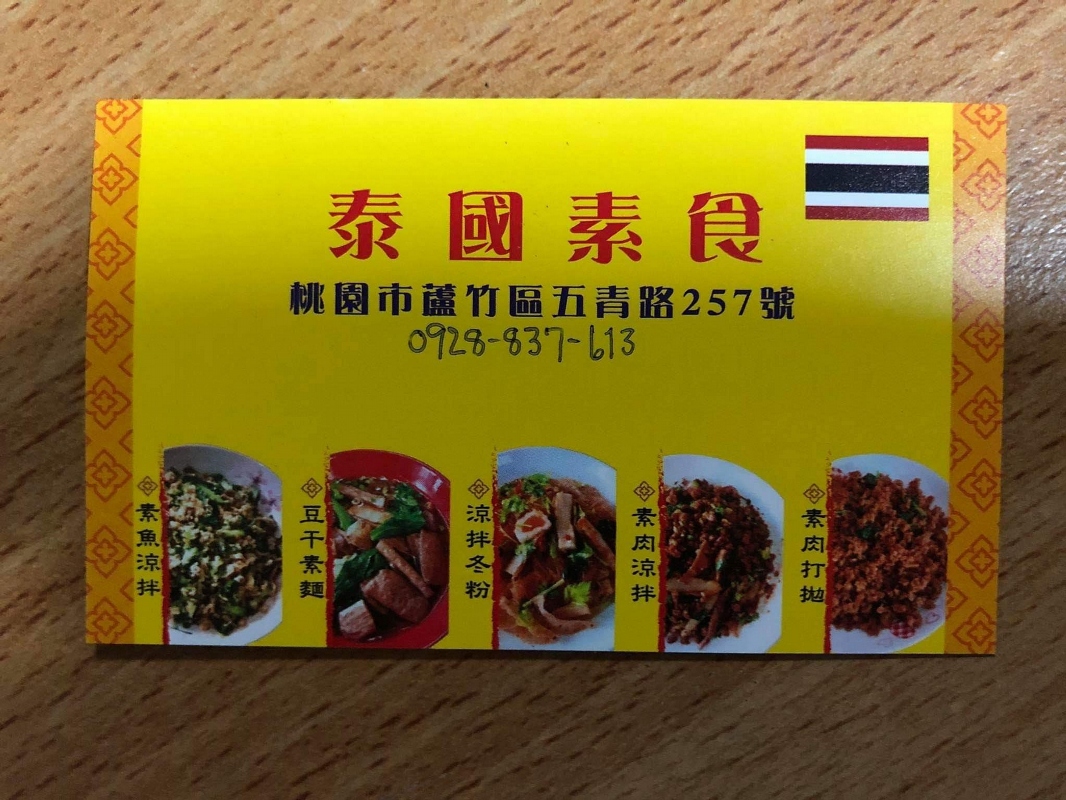 泰國素食
桃園市蘆竹區五青路257號
0928-837-613
素魚涼拌
豆干素麵
涼拌冬粉
素肉涼拌
素肉打拋